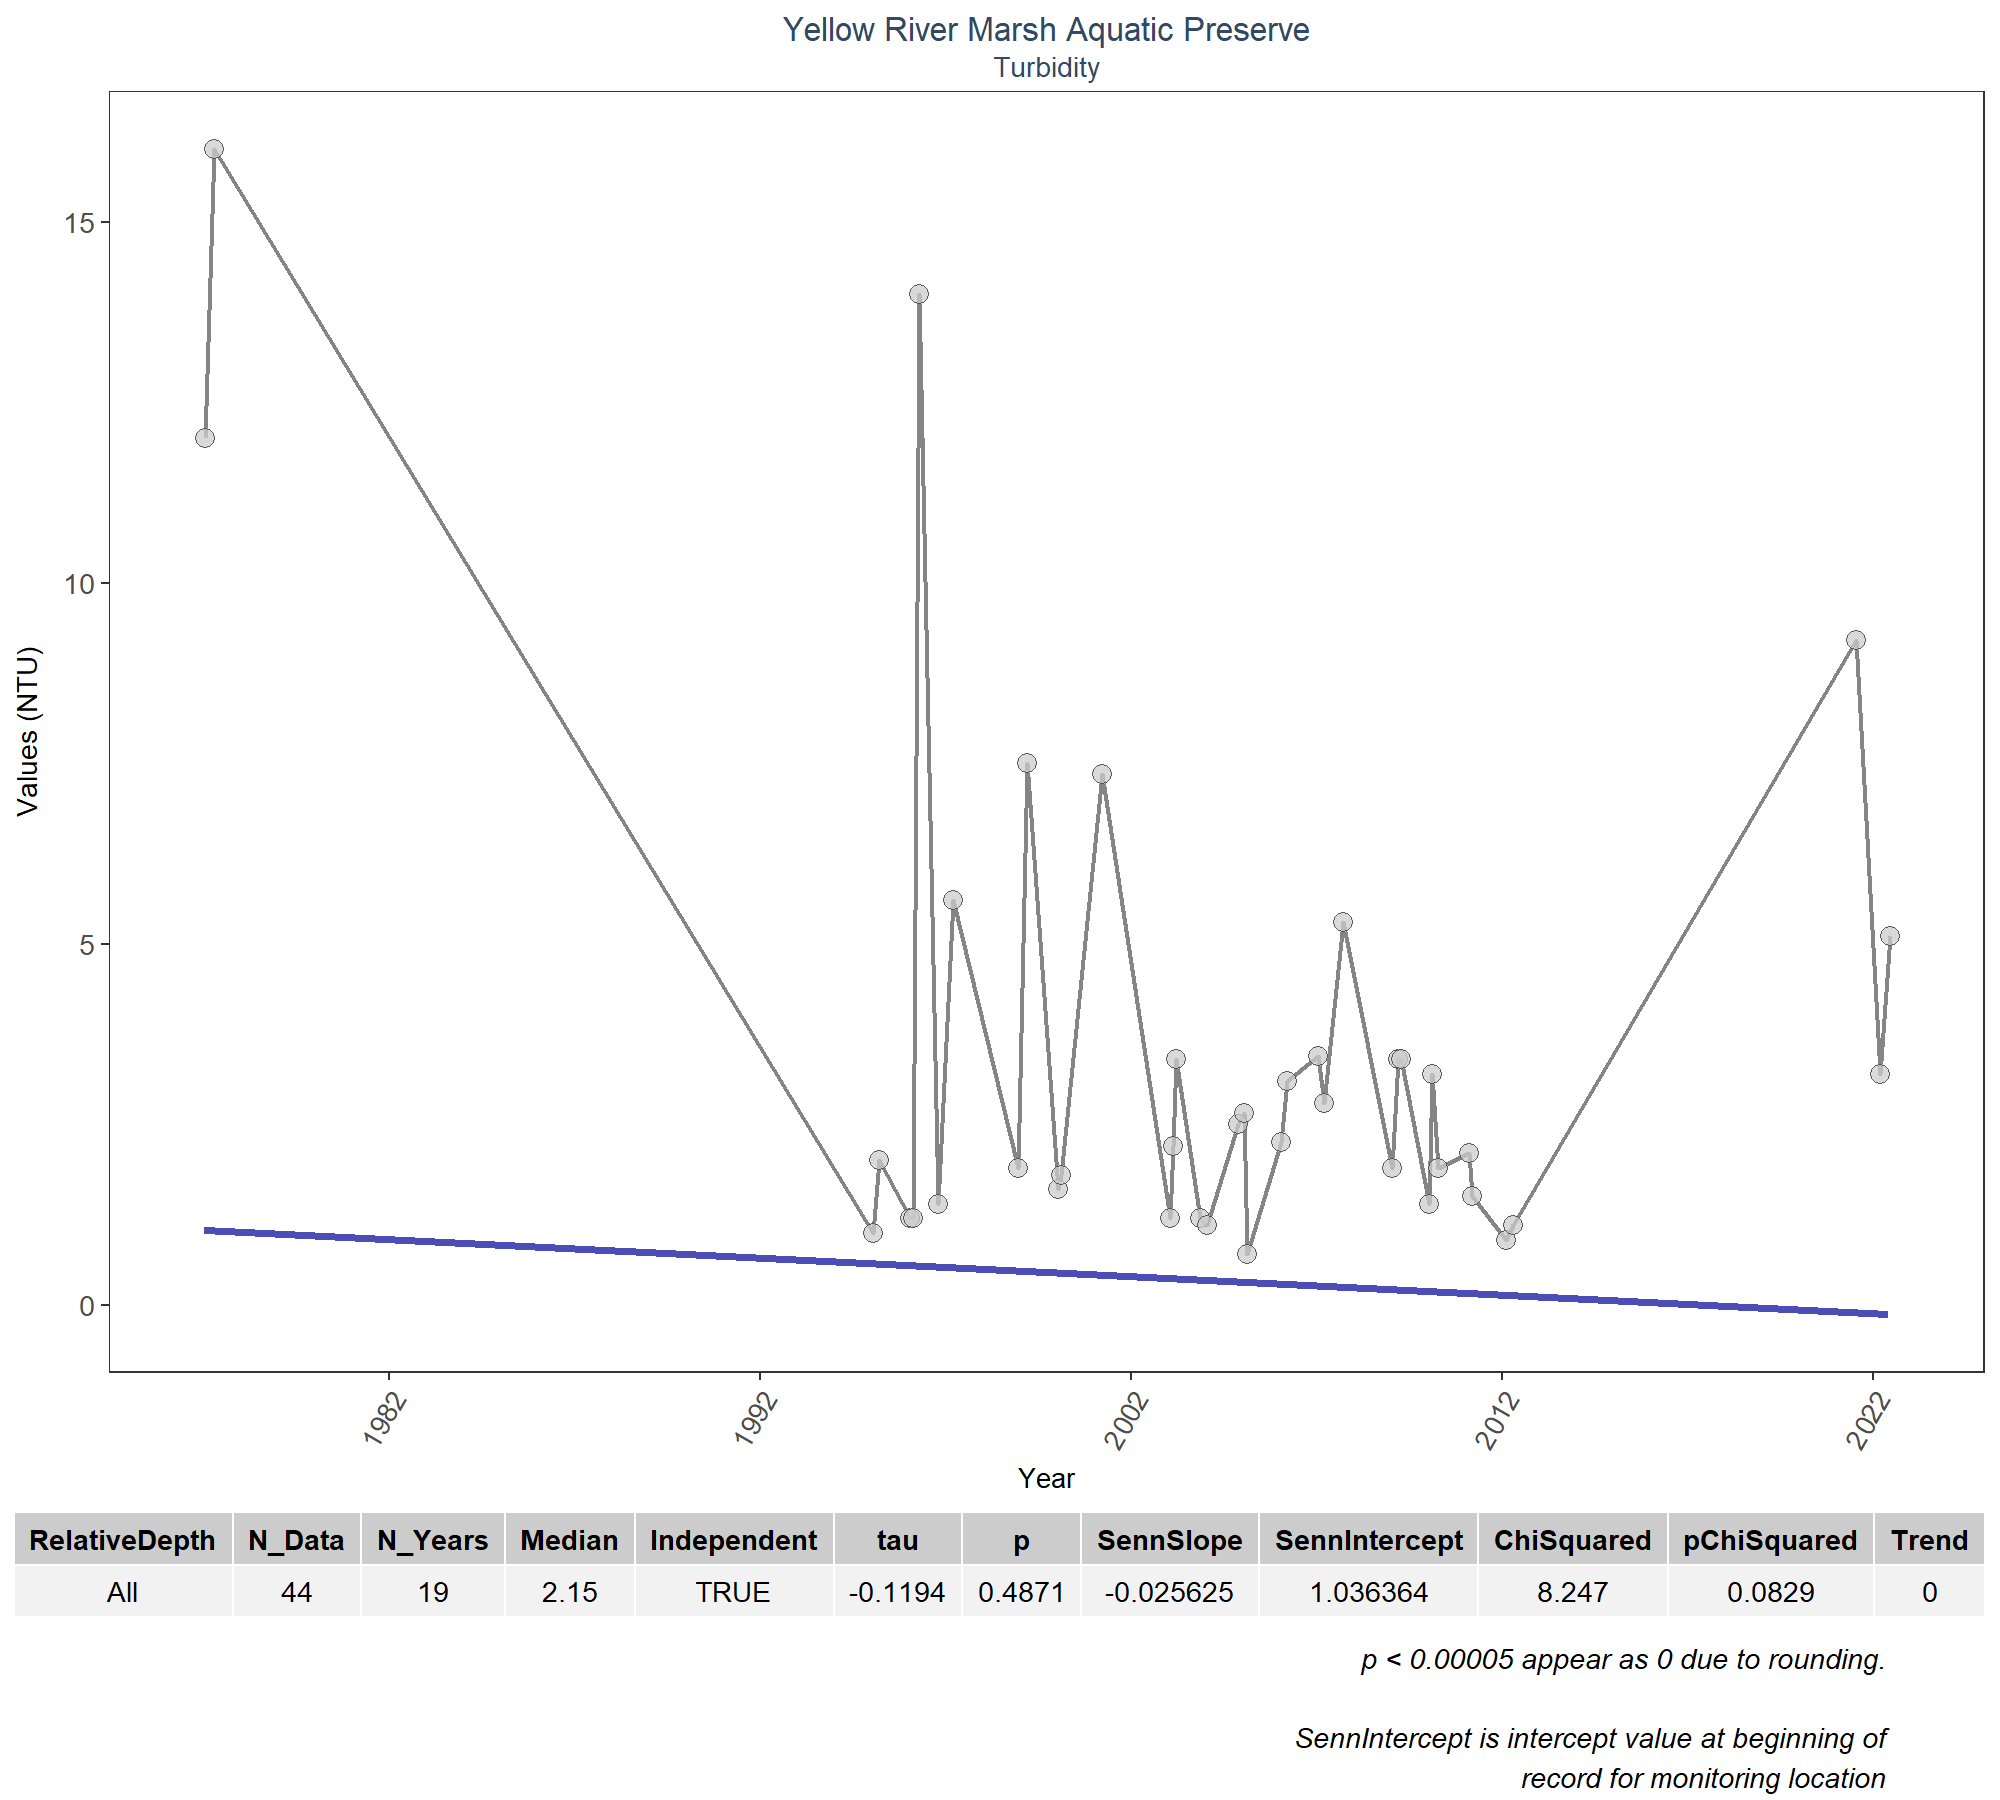 Yellow River Marsh Aquatic Preserve
Turbidity
Values (NTU)
15
10
5
0
1982
1992
2002
2012
2022
Year
RelativeDepth N_Data N_Years Median Independent tau p SennSlope SennIntercept ChiSquared pChiSquared Trend
All 44 19 2.15 TRUE -0.1194 0.4871 -0.025625 1.036364 8.247 0.0829 0
p < 0.00005 appear as 0 due to rounding.
SennIntercept is intercept value at beginning of
record for monitoring location